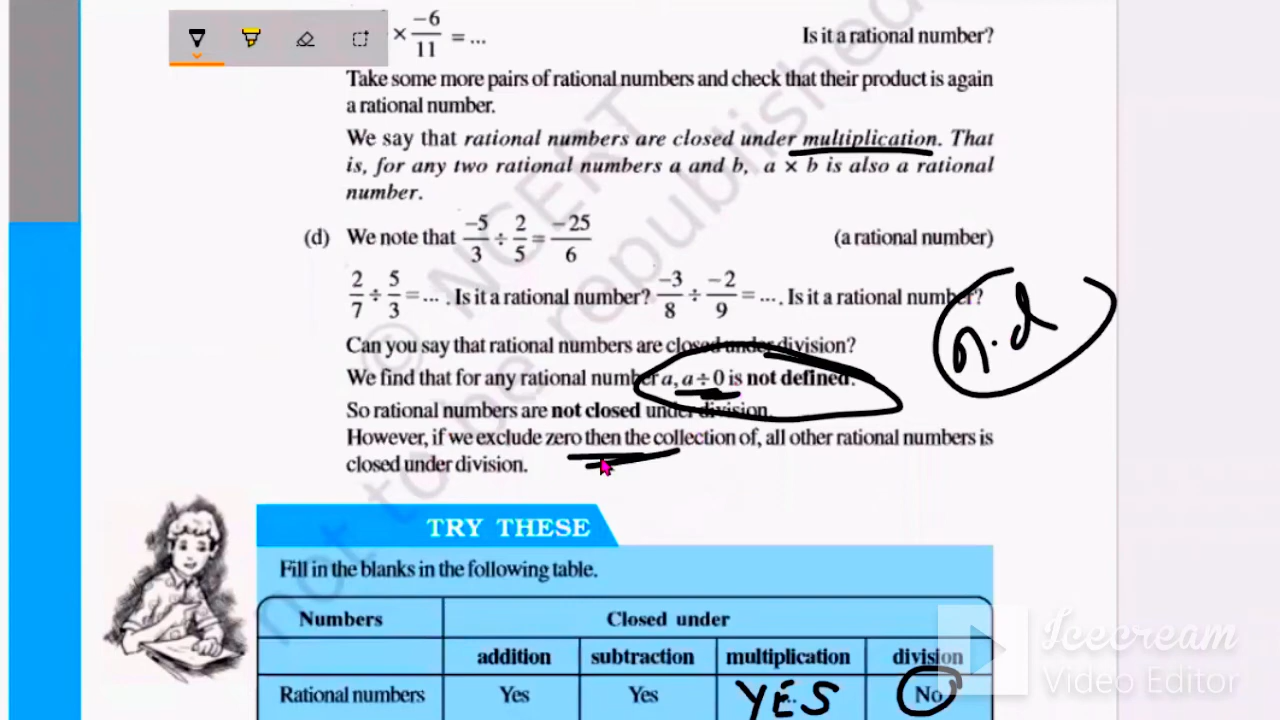 × −6/11 = ... Is it a rational number?
Take some more pairs of rational numbers and check that their product is again
a rational number.
We say that rational numbers are closed under multiplication. That
is, for any two rational numbers a and b, a × b is also a rational
number.
(d) We note that −5/3 ÷ 2/5 = −25/6 (a rational number)
2/7 ÷ 5/3 = ... . Is it a rational number? −3/8 ÷ −2/9 = ... . Is it a rational number?
n.d
Can you say that rational numbers are closed under division?
We find that for any rational number a, a ÷ 0 is not defined.
So rational numbers are not closed under division.
However, if we exclude zero then the collection of, all other rational numbers is
closed under division.
© NCERT
not to be republished
TRY THESE
Fill in the blanks in the following table.
Numbers Closed under
addition subtraction multiplication division
Rational numbers Yes Yes YES No
Icecream
Video Editor